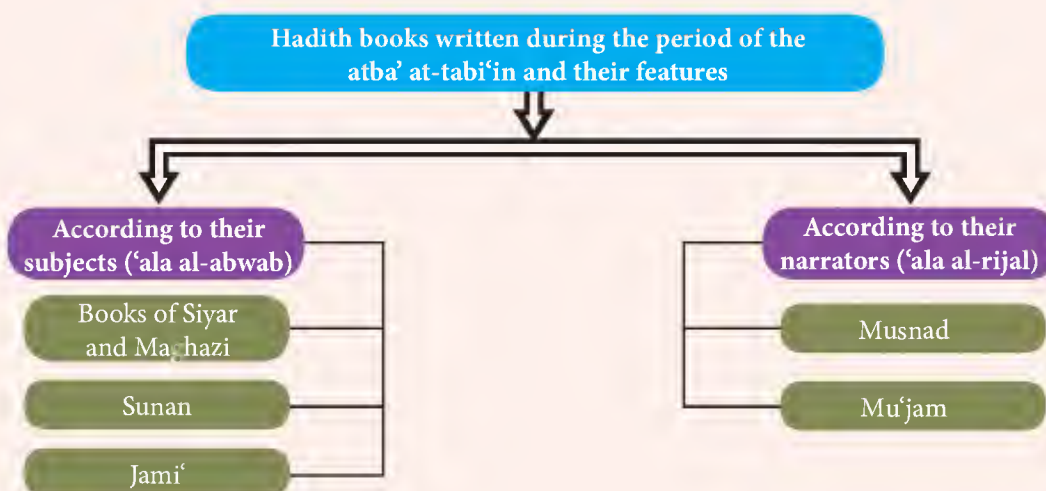 Hadith books written during the period of the
atba’ at-tabi‘in and their features
According to their
subjects (‘ala al-abwab)
Books of Siyar
and Maghazi
Sunan
Jami‘
According to their
narrators (‘ala al-rijal)
Musnad
Mu‘jam